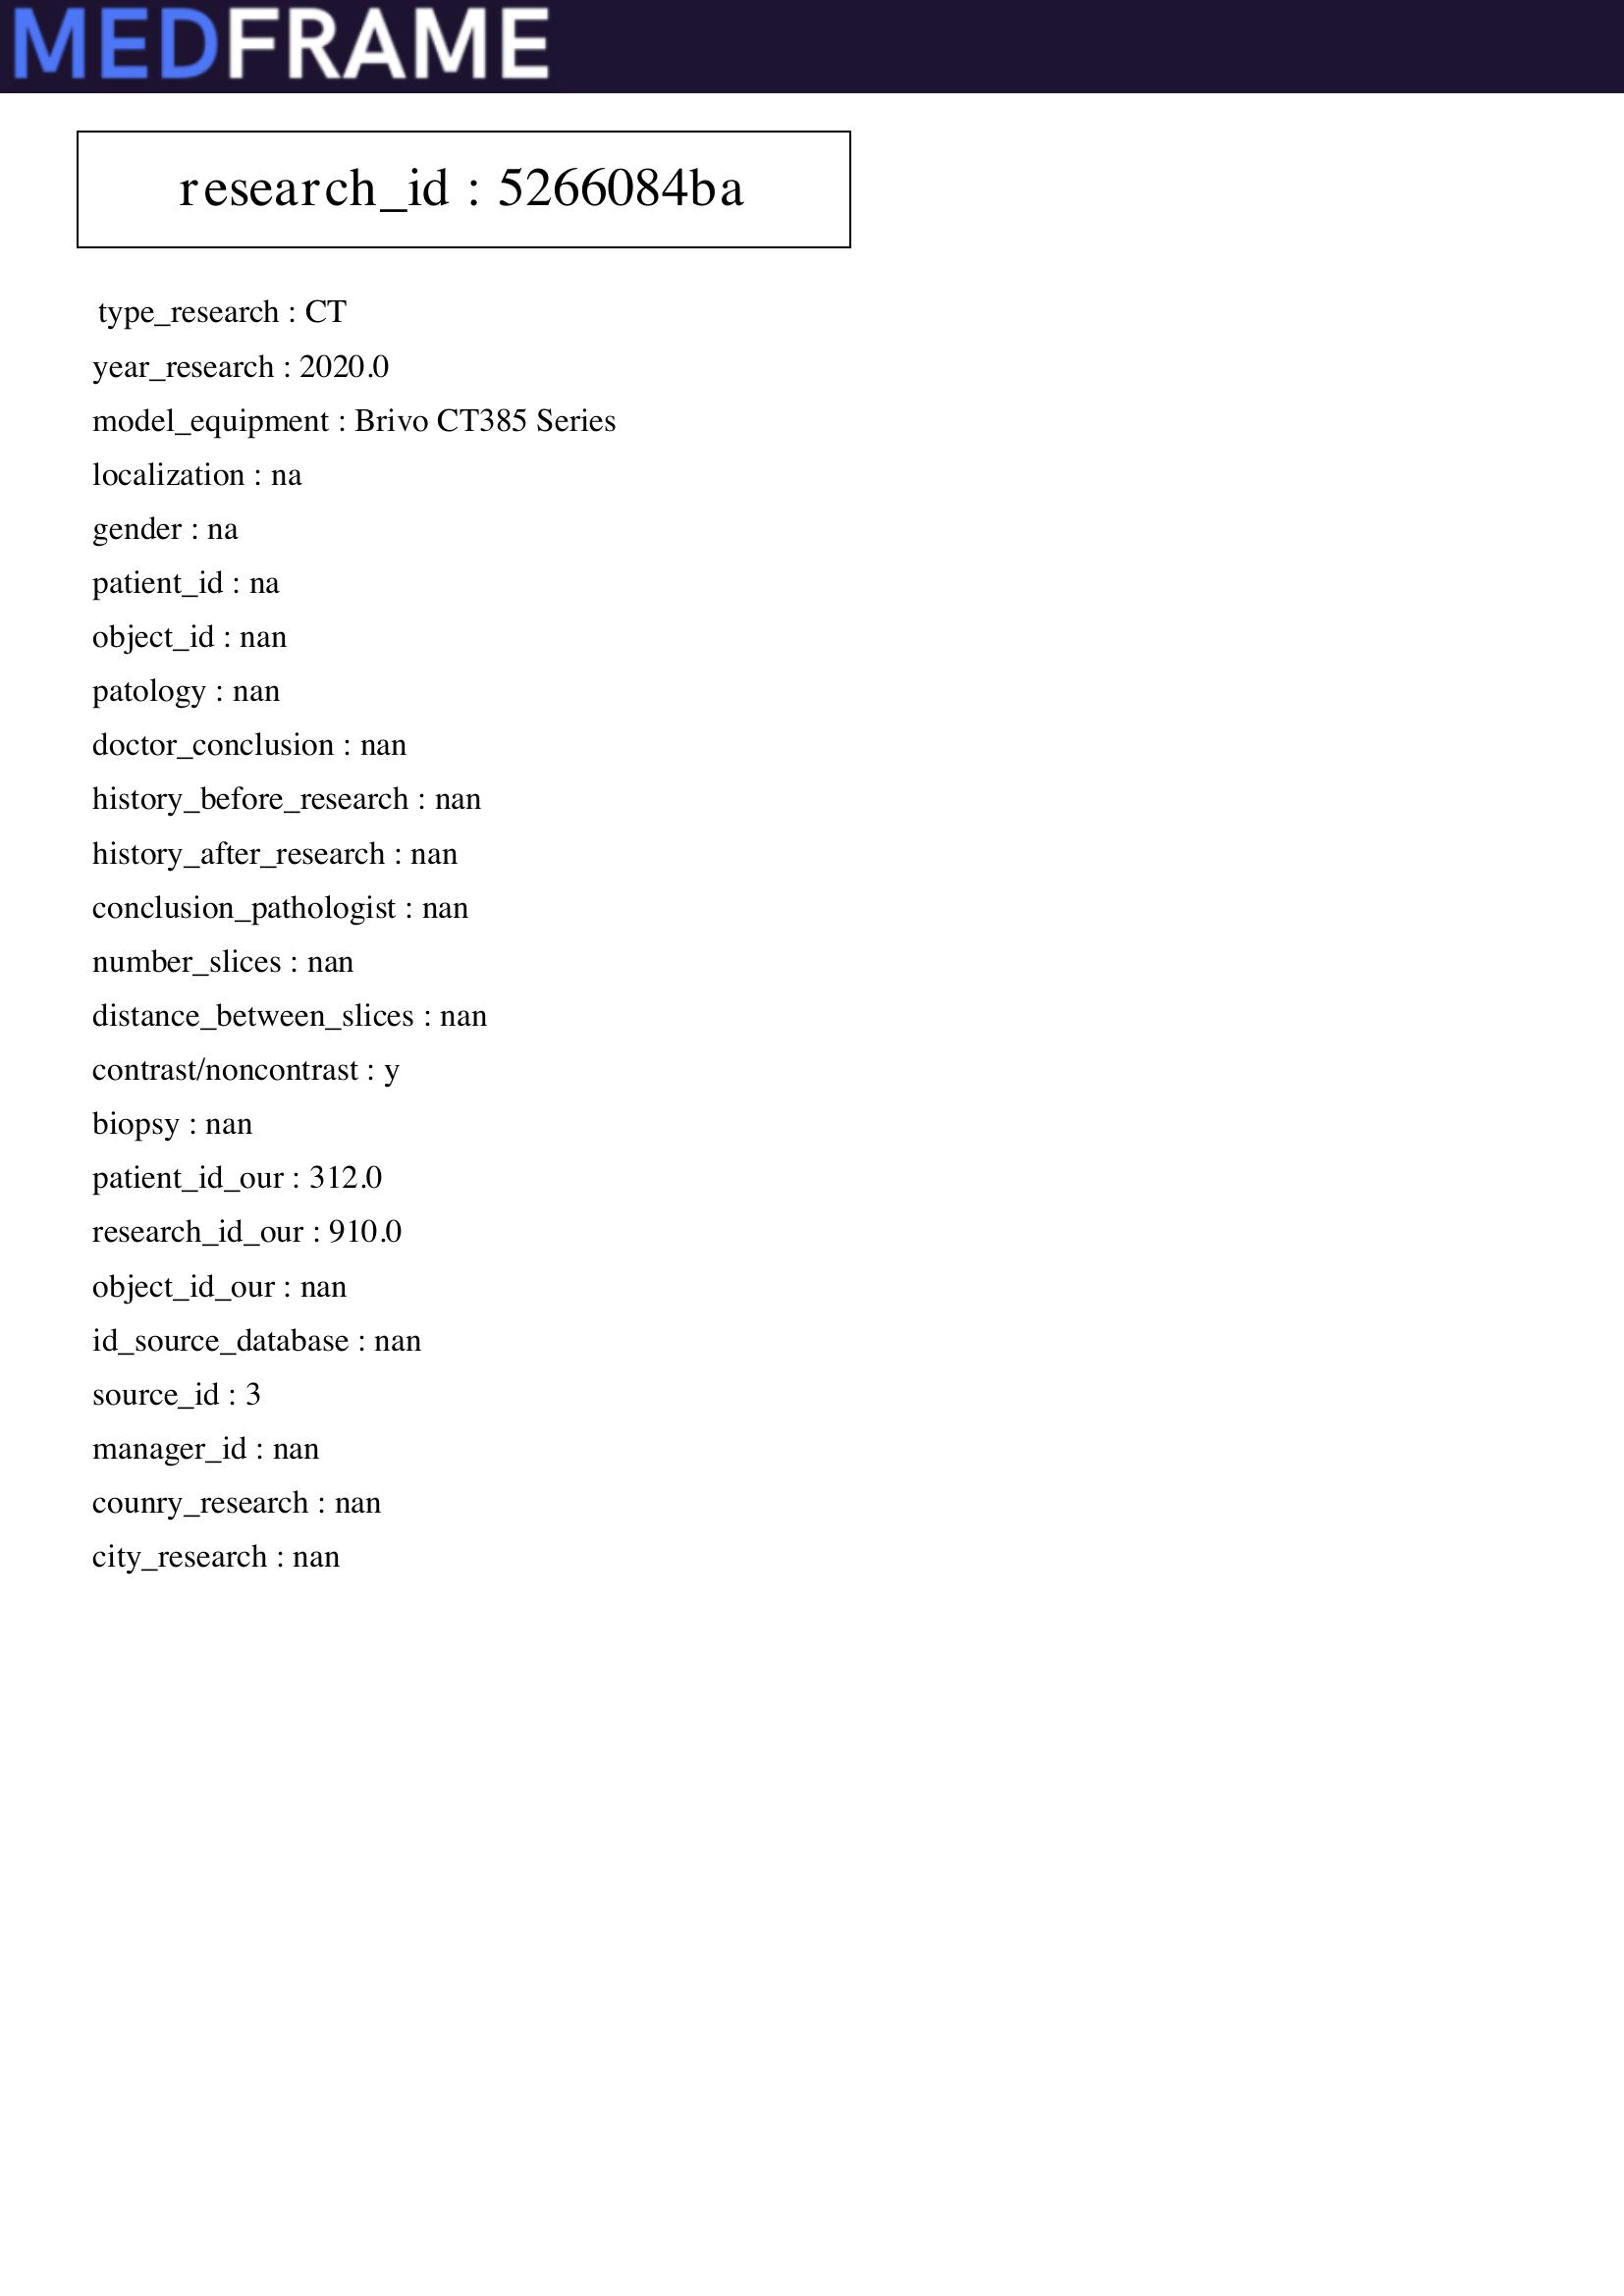 MEDFRAME
research_id : 5266084ba
type_research : CT
year_research : 2020.0
model_equipment : Brivo CT385 Series
localization : na
gender : na
patient_id : na
object_id : nan
patology : nan
doctor_conclusion : nan
history_before_research : nan
history_after_research : nan
conclusion_pathologist : nan
number_slices : nan
distance_between_slices : nan
contrast/noncontrast : y
biopsy : nan
patient_id_our : 312.0
research_id_our : 910.0
object_id_our : nan
id_source_database : nan
source_id : 3
manager_id : nan
counry_research : nan
city_research : nan